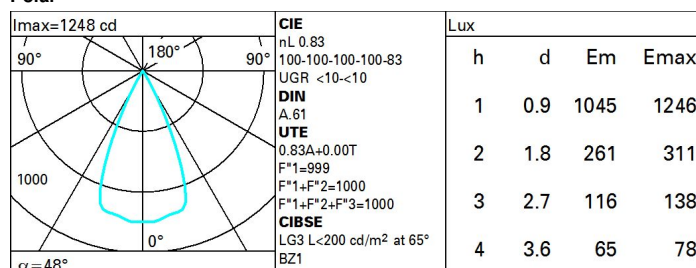 Imax=1248 cd
90° 180° 90°
1000
0°
α=48°
CIE
nL 0.83
100-100-100-100-83
UGR <10-<10
DIN
A.61
UTE
0.83A+0.00T
F"1=999
F"1+F"2=1000
F"1+F"2+F"3=1000
CIBSE
LG3 L<200 cd/m² at 65°
BZ1
Lux
h d Em Emax
1 0.9 1045 1246
2 1.8 261 311
3 2.7 116 138
4 3.6 65 78